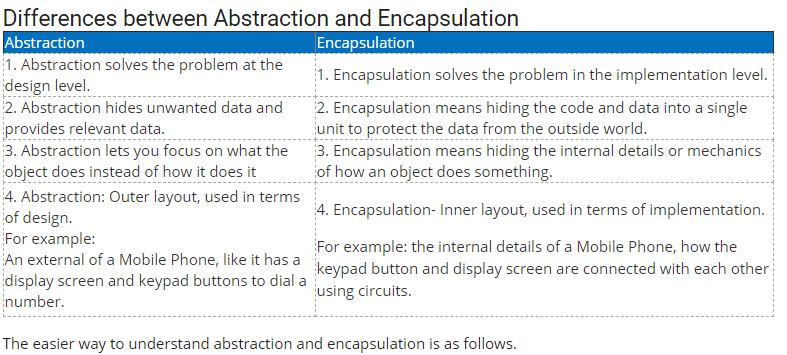 Differences between Abstraction and Encapsulation
Abstraction
Encapsulation
1. Abstraction solves the problem at the
design level.
1. Encapsulation solves the problem in the implementation level.
2. Abstraction hides unwanted data and
provides relevant data.
2. Encapsulation means hiding the code and data into a single
unit to protect the data from the outside world.
3. Abstraction lets you focus on what the
object does instead of how it does it
3. Encapsulation means hiding the internal details or mechanics
of how an object does something.
4. Abstraction: Outer layout, used in terms
of design.
For example:
An external of a Mobile Phone, like it has a
display screen and keypad buttons to dial a
number.
4. Encapsulation- Inner layout, used in terms of implementation.
For example: the internal details of a Mobile Phone, how the
keypad button and display screen are connected with each other
using circuits.
The easier way to understand abstraction and encapsulation is as follows.